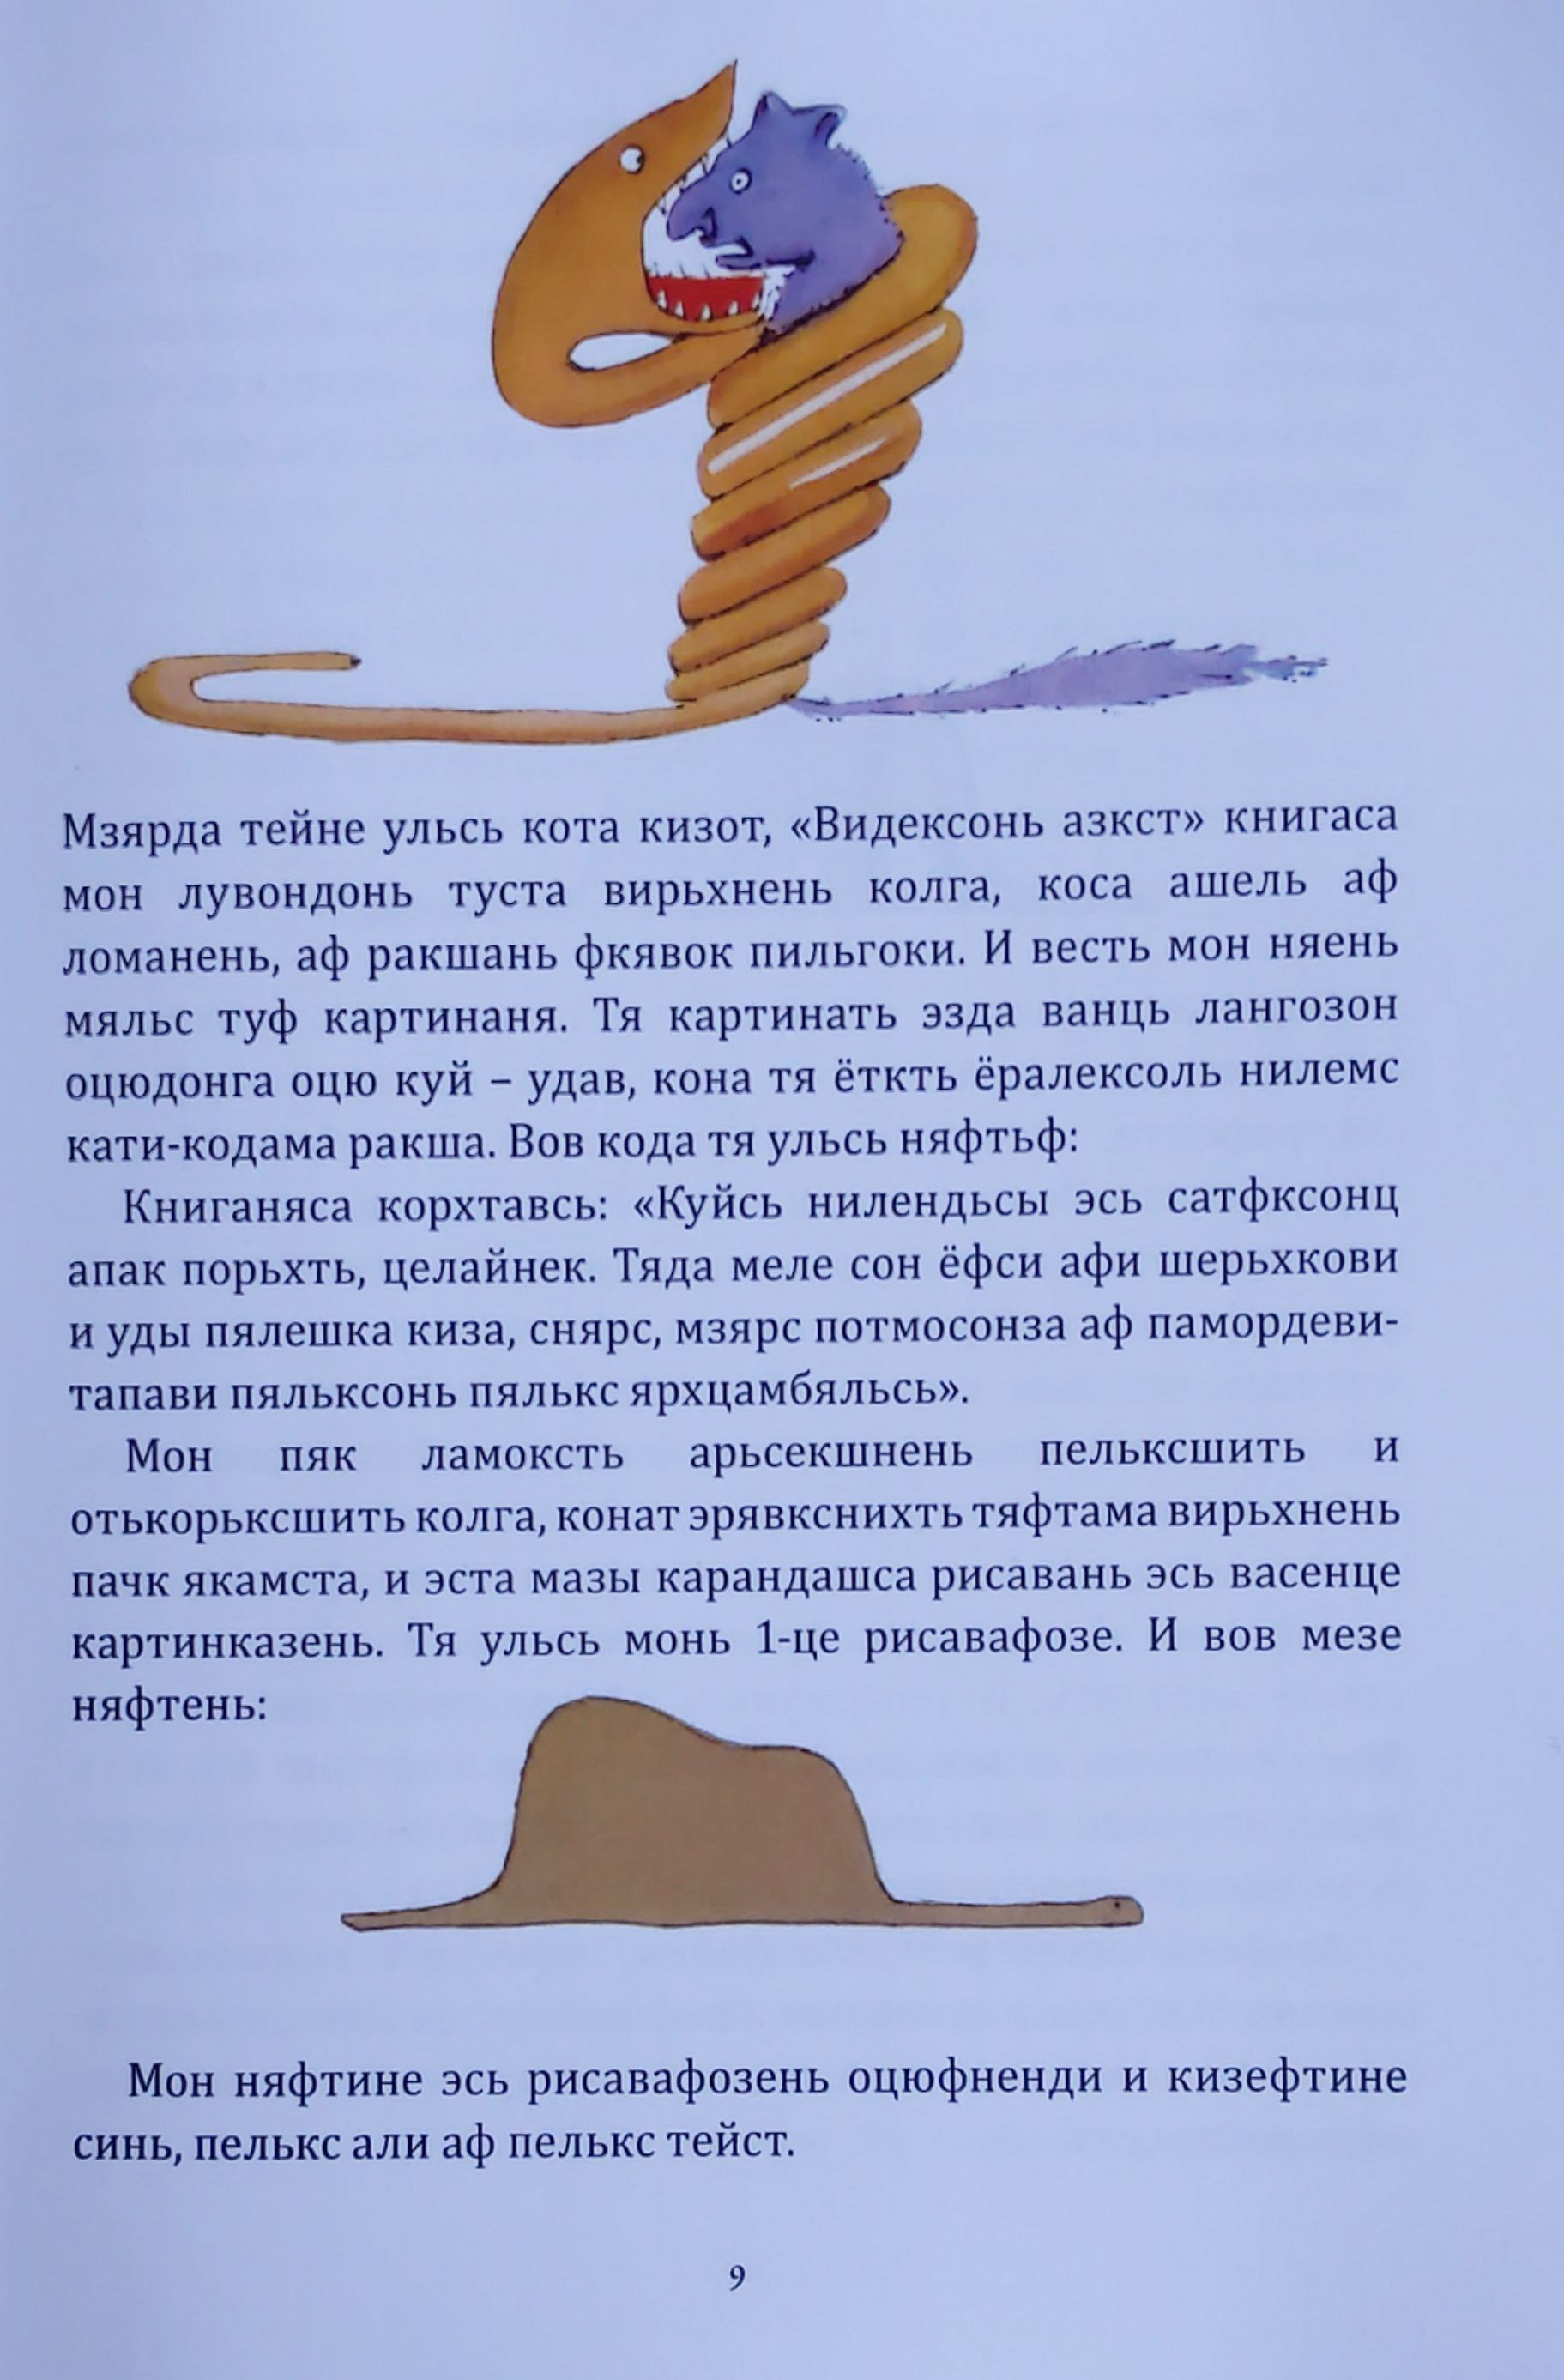 Мзярда тейне ульсь кота кизот, «Видексонь азкст» книгаса
мон лувондонь туста вирьхнень колга, коса ашель аф
ломанень, аф ракшань фкявок пильгоки. И весть мон няень
мяльс туф картинаня. Тя картинать эзда ванць лангозон
оцюдонга оцю куй – удав, кона тя ёткть ёралексоль нилемс
кати-кодама ракша. Вов кода тя ульсь няфтьф:
Книганяса корхтавсь: «Куйсь нилендьсы эсь сатфксонц
апак порьхть, целайнек. Тяда меле сон ёфси афи шерьхкови
и уды пялешка киза, снярс, мзярс потмосонза аф памордеви-
тапави пяльксонь пялькс ярхцамбяльсь».
Мон пяк ламоксть арьсекшнень пельксшить и
отькорьксшить колга, конат эрявкснихть тяфтама вирьхнень
пачк якамста, и эста мазы карандашса рисавань эсь васенце
картинказень. Тя ульсь монь 1-це рисавафозе. И вов мезе
няфтень:
Мон няфтине эсь рисавафозень оцюфненди и кизефтине
синь, пелькс али аф пелькс тейст.
9